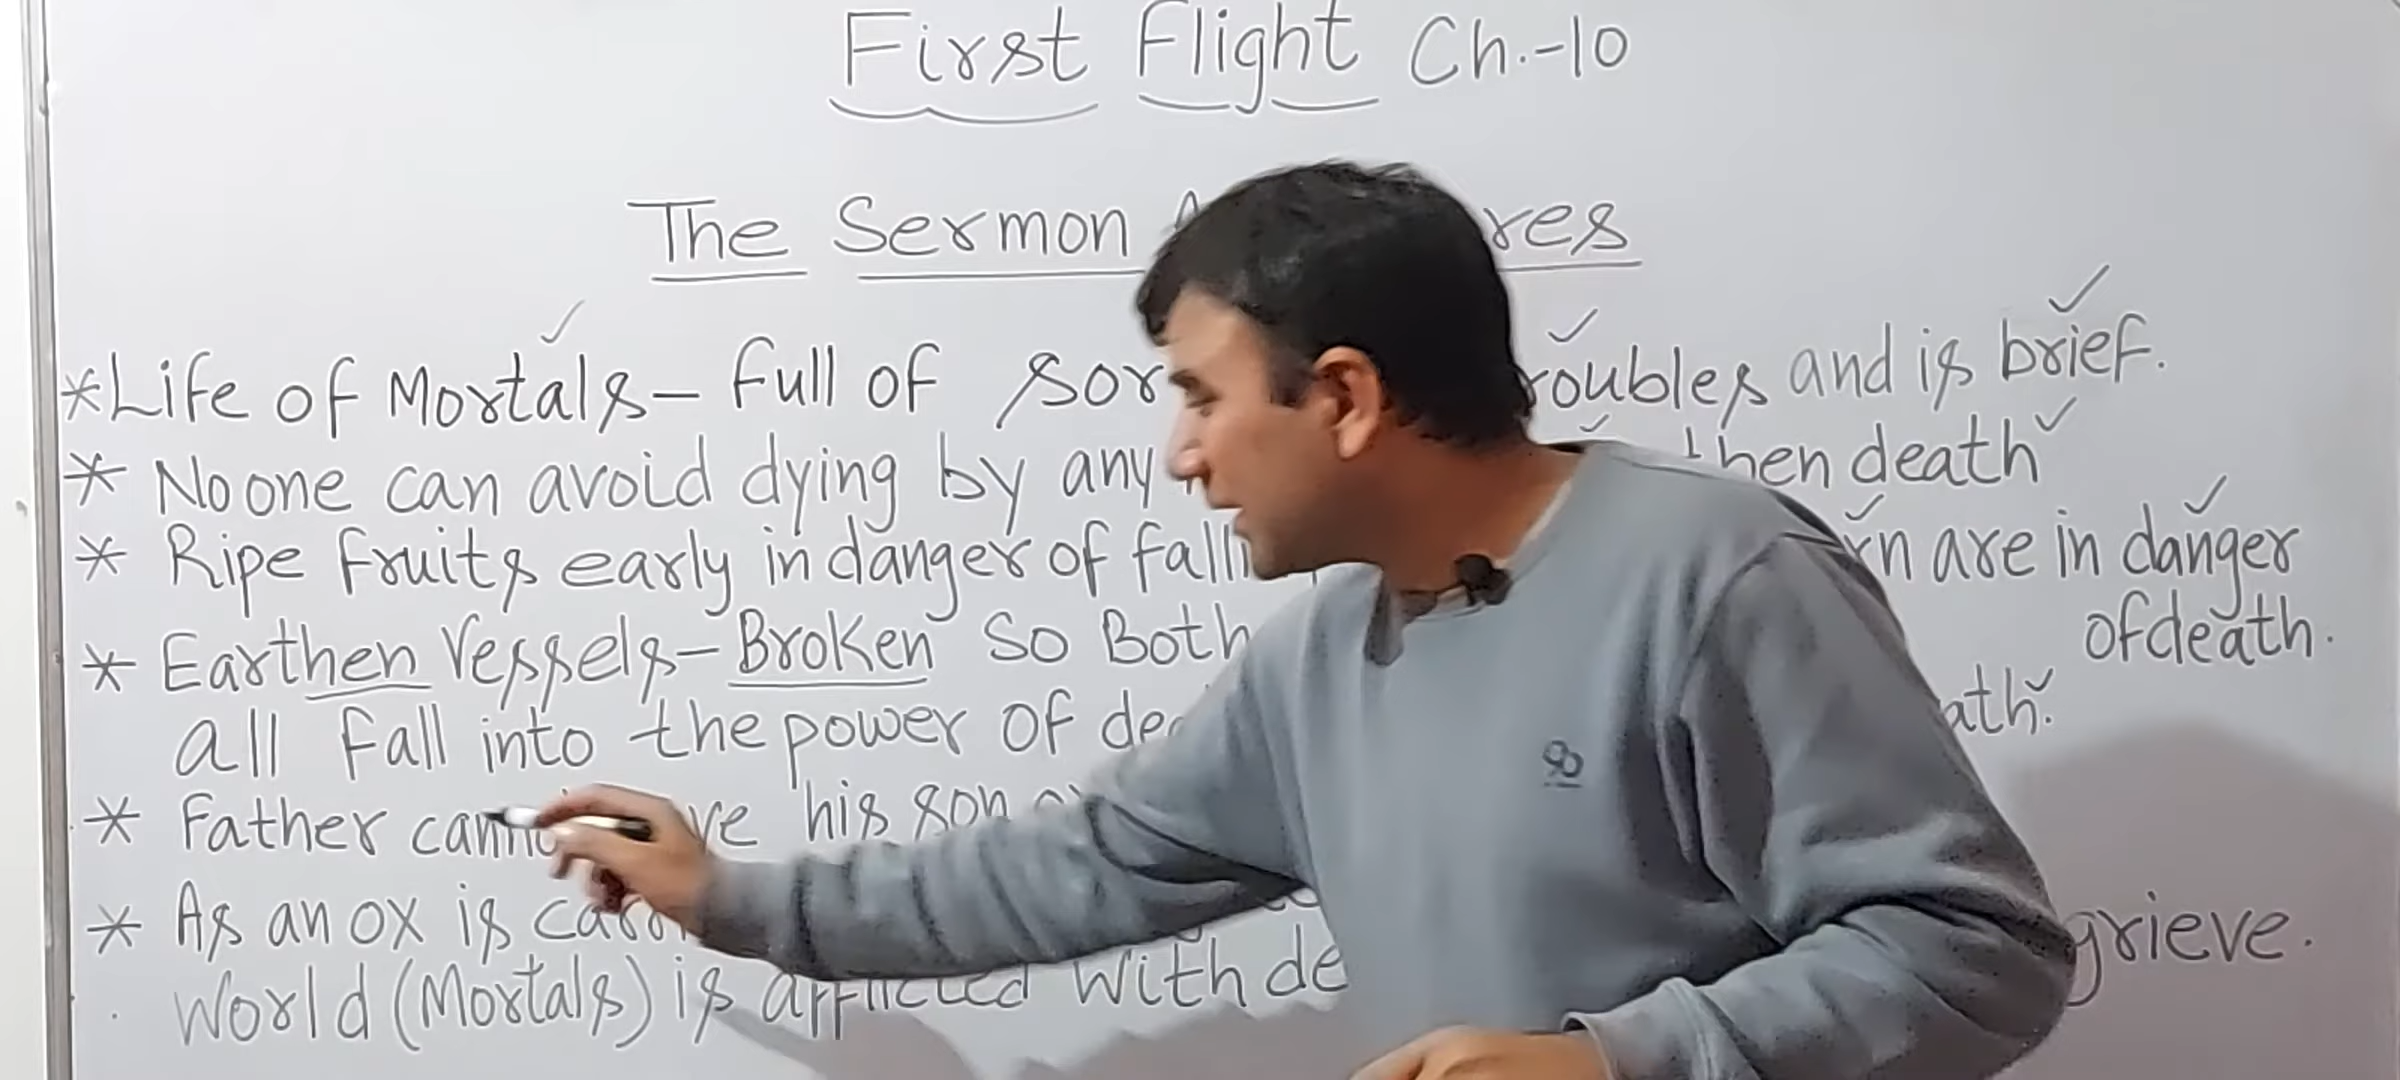 First Flight Ch.-10
The Sermon res
*Life of Mortals- Full of sor roubles and is brief.
* No one can avoid dying by any then death
* Ripe fruits early in danger of falli rn are in danger
of death.
* Earthen Vessels- Broken So Both
all fall into the power of dea ath.
* Father cann ve his son
* As an ox is grieve.
World (Mortals) is afflicted with de